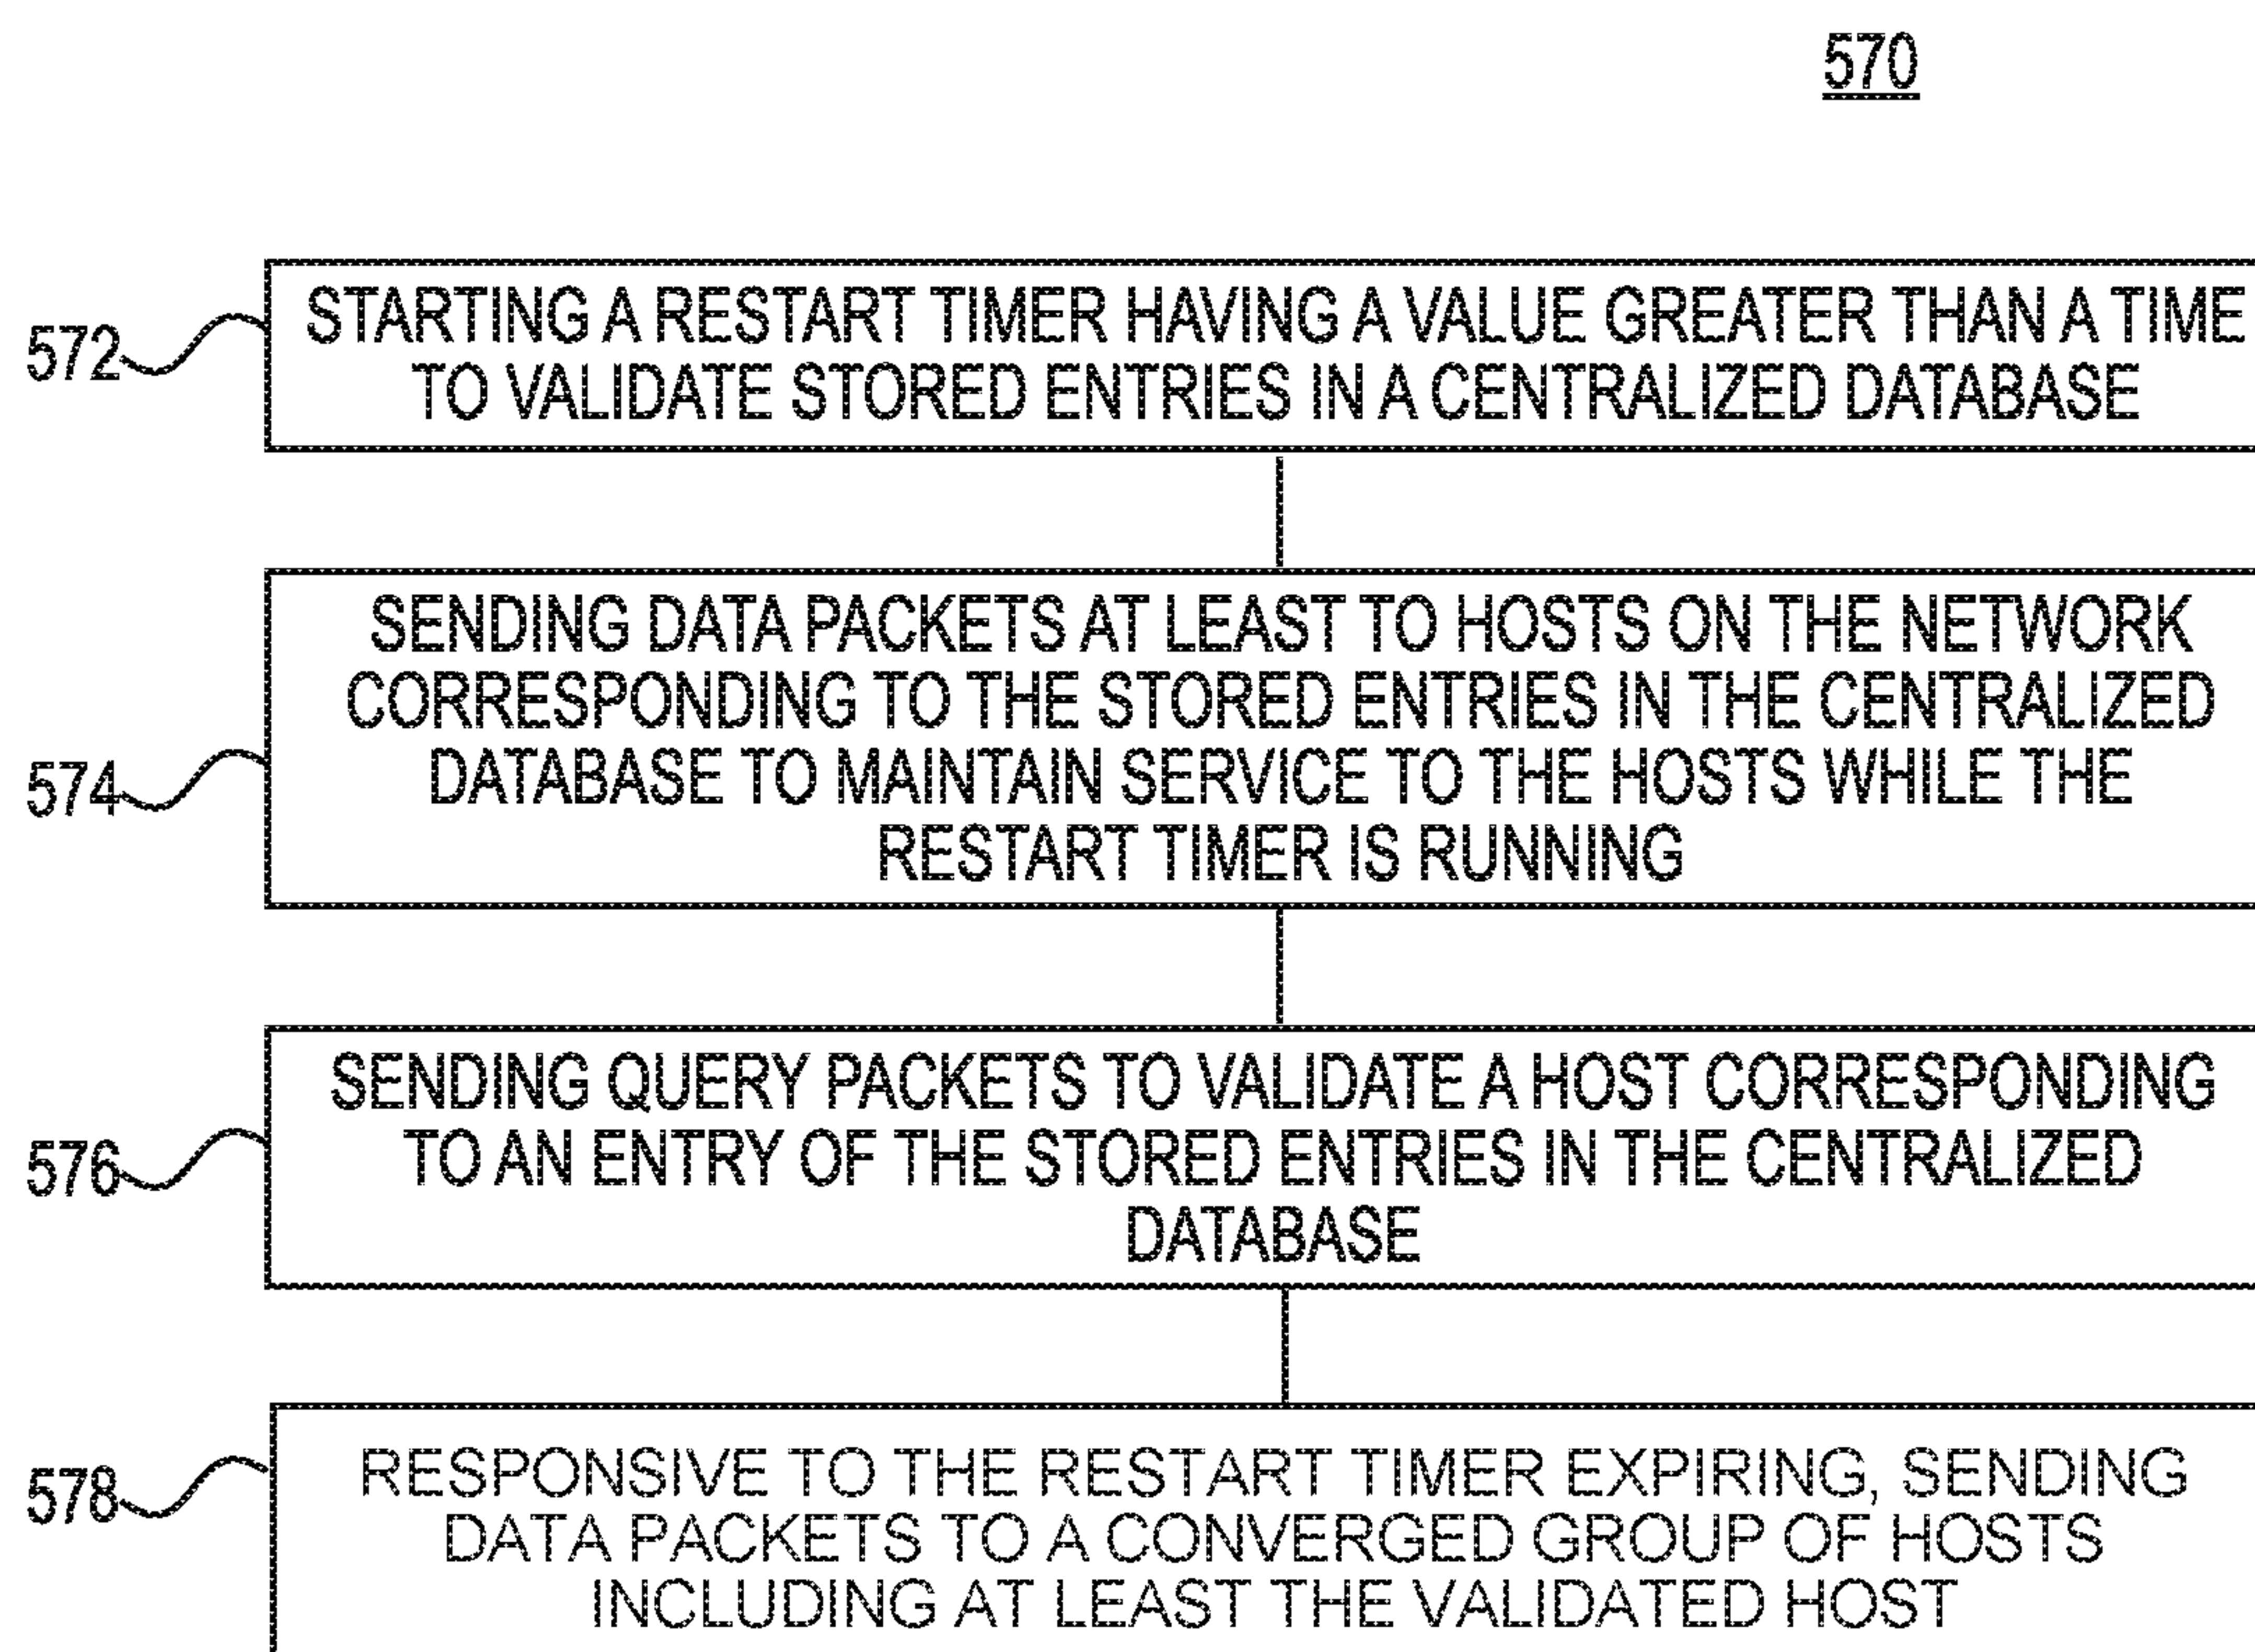 570
572
STARTING A RESTART TIMER HAVING A VALUE GREATER THAN A TIME
TO VALIDATE STORED ENTRIES IN A CENTRALIZED DATABASE
574
SENDING DATA PACKETS AT LEAST TO HOSTS ON THE NETWORK
CORRESPONDING TO THE STORED ENTRIES IN THE CENTRALIZED
DATABASE TO MAINTAIN SERVICE TO THE HOSTS WHILE THE
RESTART TIMER IS RUNNING
576
SENDING QUERY PACKETS TO VALIDATE A HOST CORRESPONDING
TO AN ENTRY OF THE STORED ENTRIES IN THE CENTRALIZED
DATABASE
578
RESPONSIVE TO THE RESTART TIMER EXPIRING, SENDING
DATA PACKETS TO A CONVERGED GROUP OF HOSTS
INCLUDING AT LEAST THE VALIDATED HOST